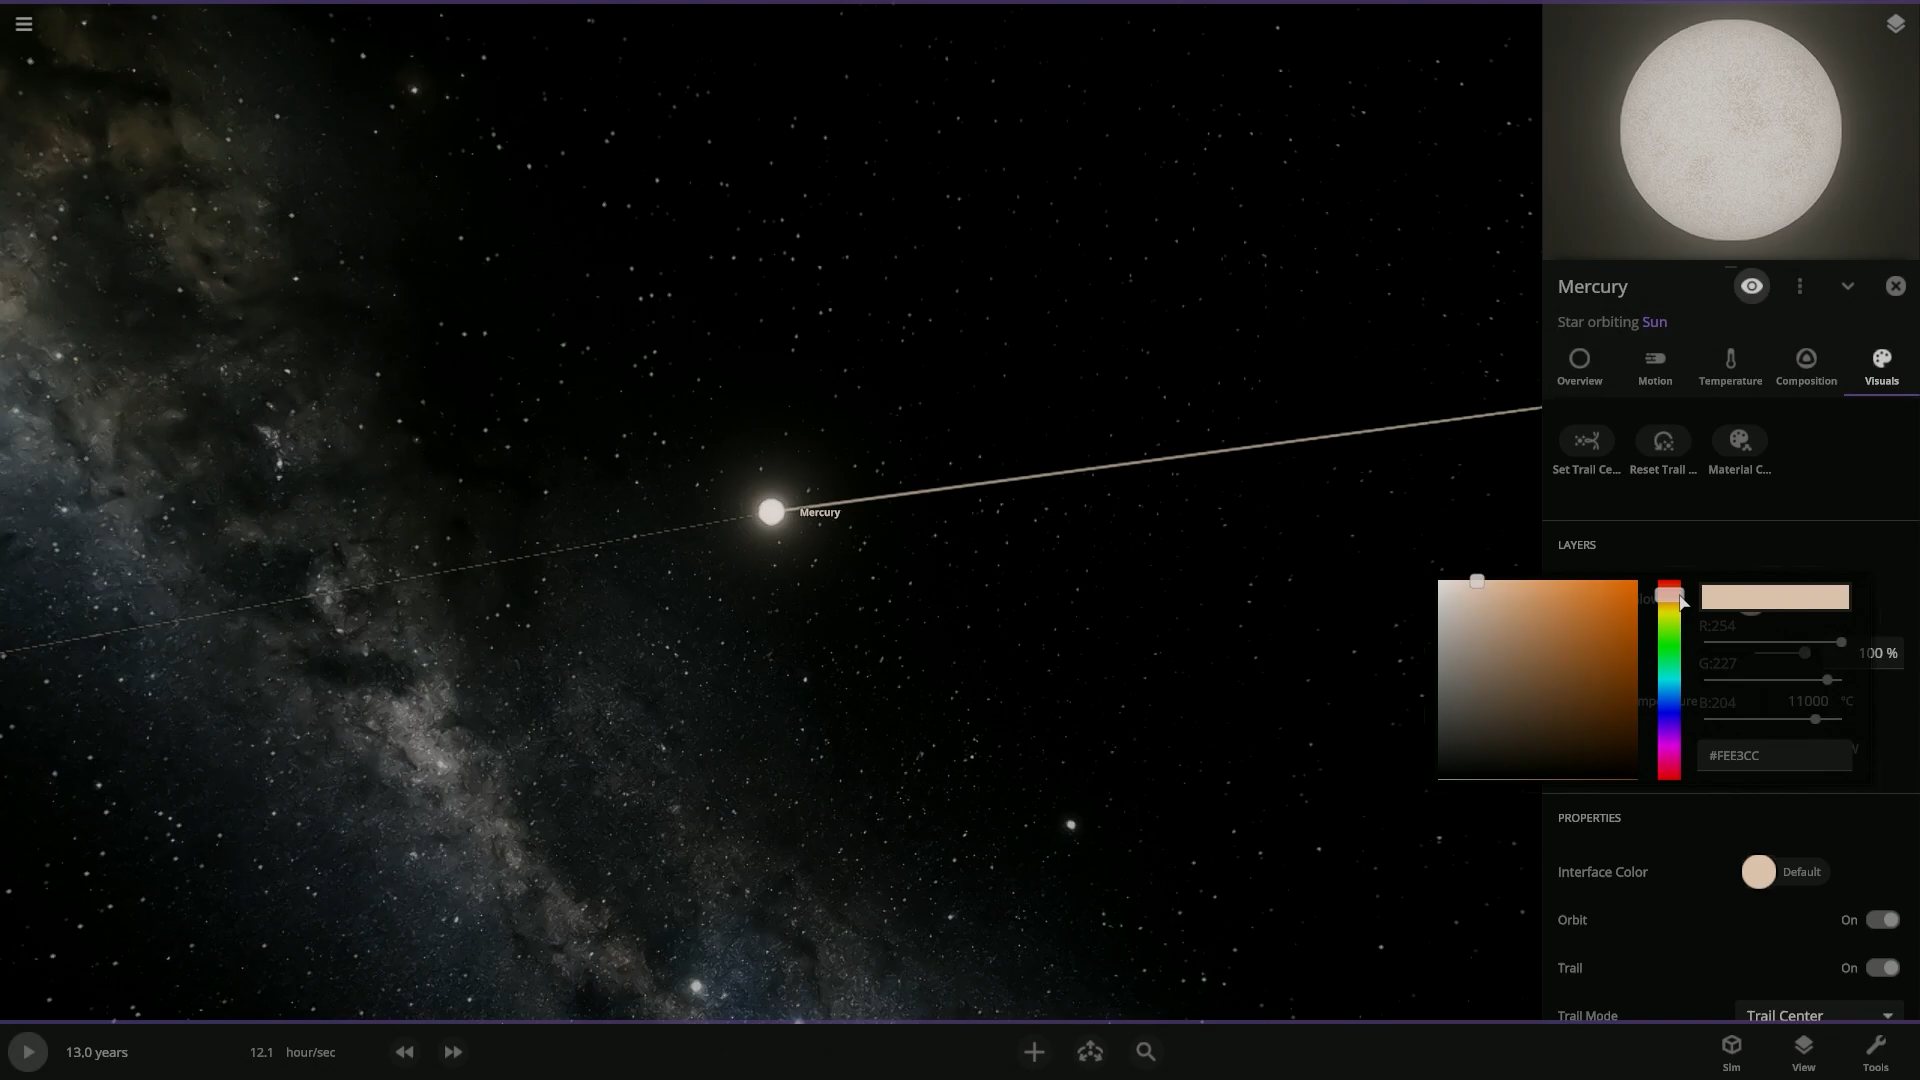 Mercury
Star orbiting Sun
Overview
Motion
Temperature
Composition
Visuals
Set Trail Ce...
Reset Trail ...
Material C...
LAYERS
Mercury
R:254
100 %
G:227
B:204
11000 °C
#FEE3CC
PROPERTIES
Interface Color
Default
Orbit
On
Trail
On
Trail Mode
Trail Center
13.0 years
12.1 hour/sec
Sim
View
Tools